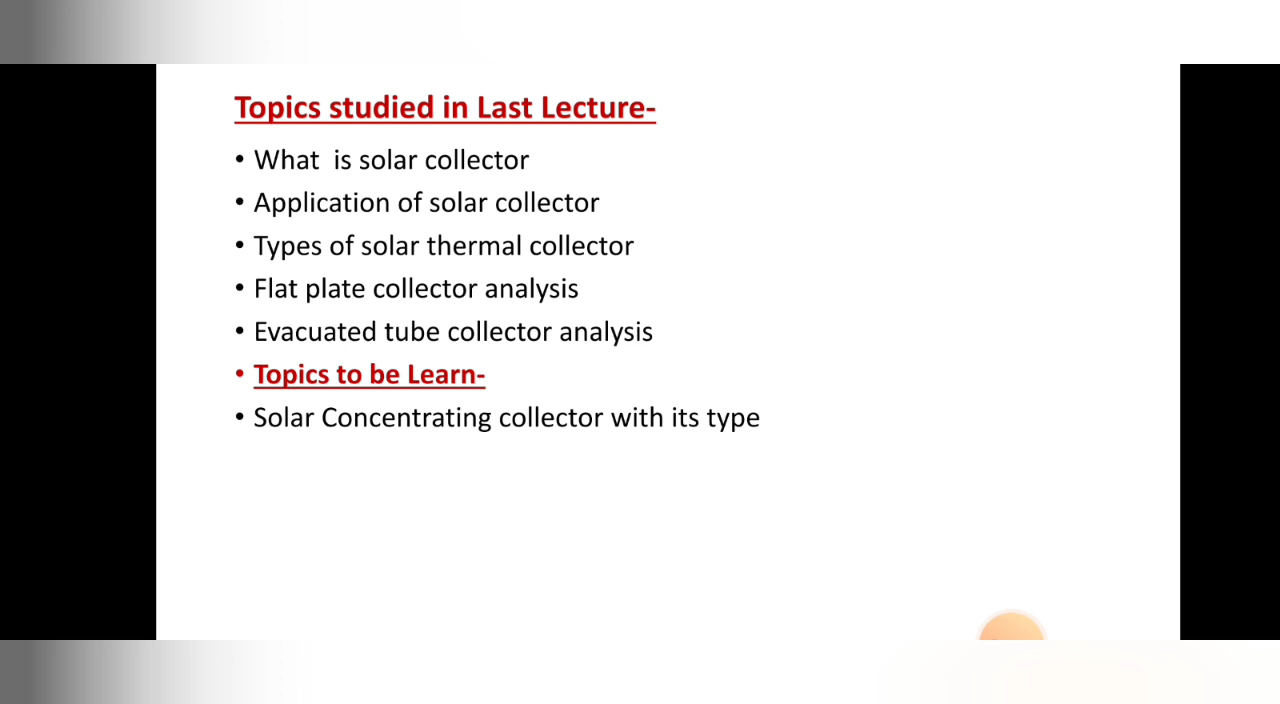 Topics studied in Last Lecture-
• What is solar collector
• Application of solar collector
• Types of solar thermal collector
• Flat plate collector analysis
• Evacuated tube collector analysis
• Topics to be Learn-
• Solar Concentrating collector with its type